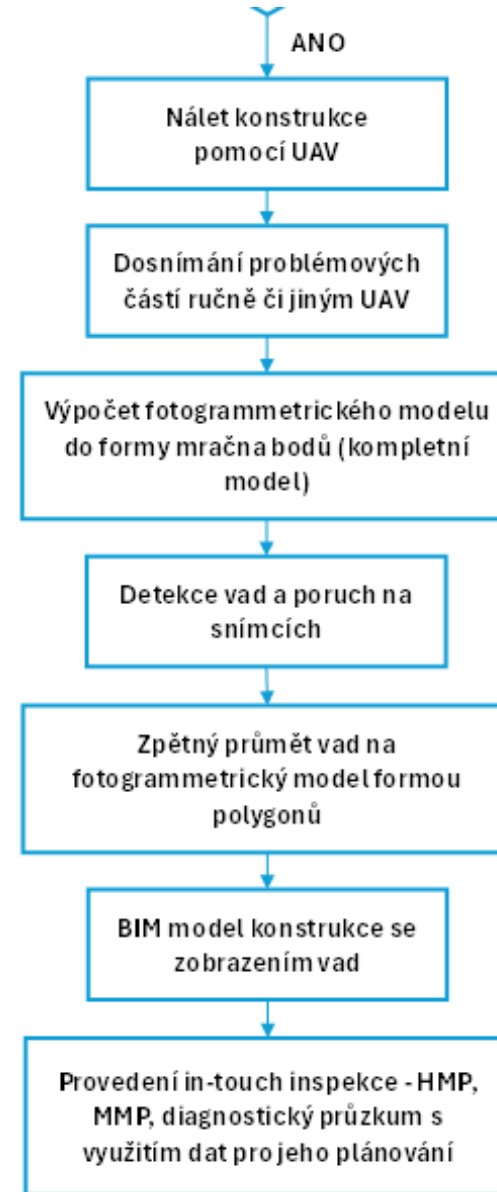 ANO
Nálet konstrukce
pomocí UAV
Dosnímání problémových
částí ručně či jiným UAV
Výpočet fotogrammetrického modelu
do formy mračna bodů (kompletní
model)
Detekce vad a poruch na
snímcích
Zpětný průmět vad na
fotogrammetrický model formou
polygonů
BIM model konstrukce se
zobrazením vad
Provedení in-touch inspekce - HMP,
MMP, diagnostický průzkum s
využitím dat pro jeho plánování